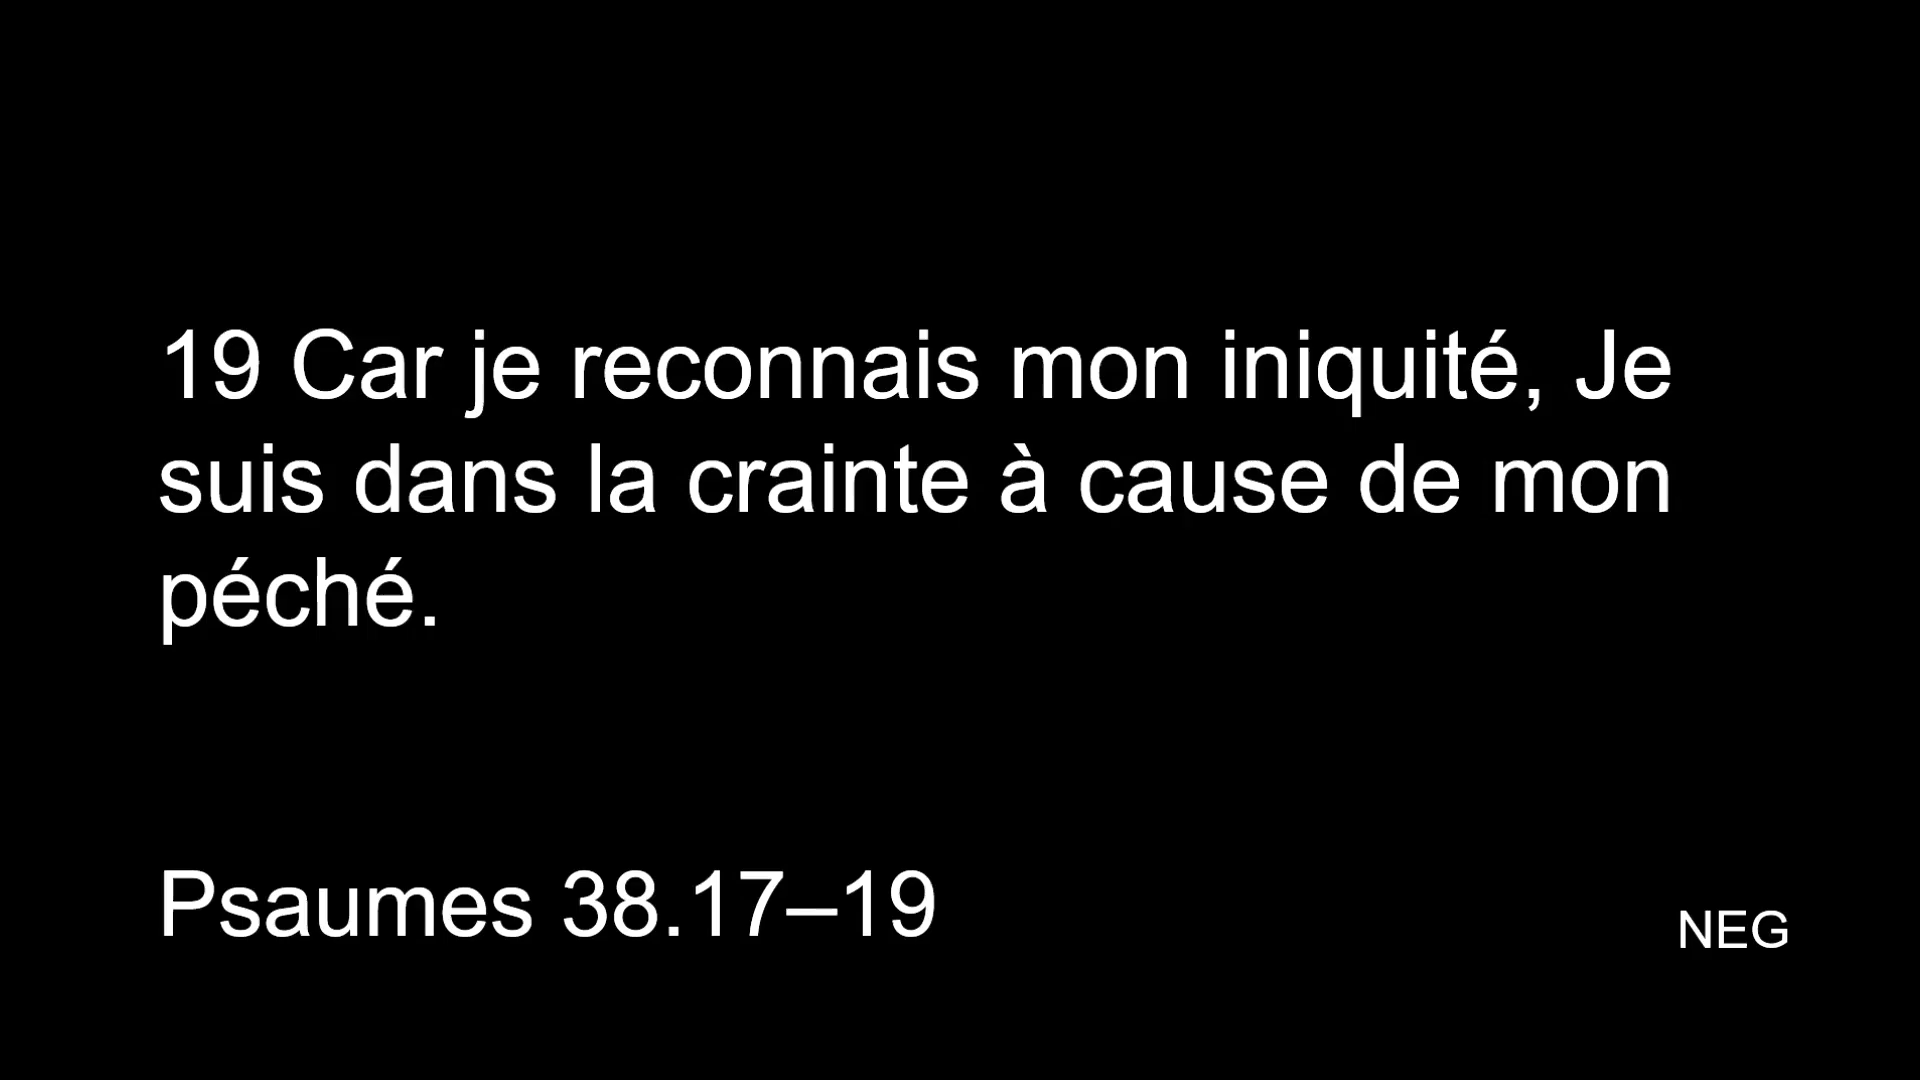 19 Car je reconnais mon iniquité, Je
suis dans la crainte à cause de mon
péché.
Psaumes 38.17–19
NEG